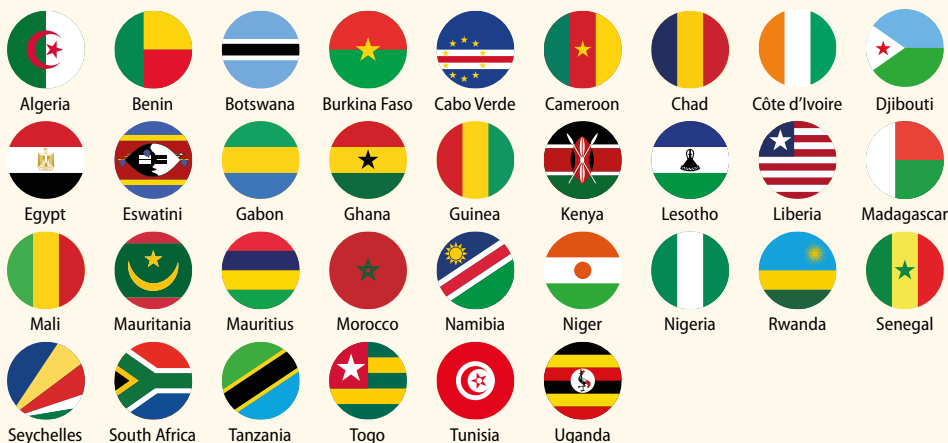 Algeria Benin Botswana Burkina Faso Cabo Verde Cameroon Chad Côte d’Ivoire Djibouti
Egypt Eswatini Gabon Ghana Guinea Kenya Lesotho Liberia Madagascar
Mali Mauritania Mauritius Morocco Namibia Niger Nigeria Rwanda Senegal
Seychelles South Africa Tanzania Togo Tunisia Uganda